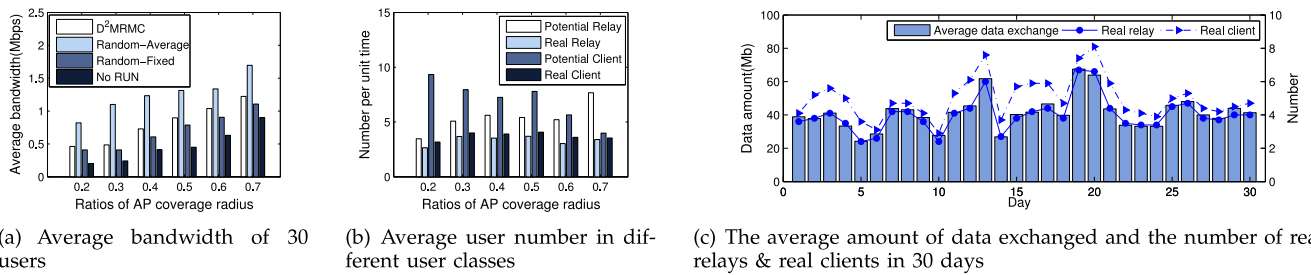 2.5
2
1.5
1
0.5
0
Average bandwidth(Mbps)
D²MRMC
Random−Average
Random−Fixed
No RUN
0.2 0.3 0.4 0.5 0.6 0.7
Ratios of AP coverage radius
(a) Average bandwidth of 30
users
15
10
5
0
Number per unit time
Potential Relay
Real Relay
Potential Client
Real Client
0.2 0.3 0.4 0.5 0.6 0.7
Ratios of AP coverage radius
(b) Average user number in dif-
ferent user classes
100
80
60
40
20
0
Data amount(Mb)
Average data exchange Real relay Real client
10
8
6
4
2
0
Number
0 5 10 15 20 25 30
Day
(c) The average amount of data exchanged and the number of real
relays & real clients in 30 days